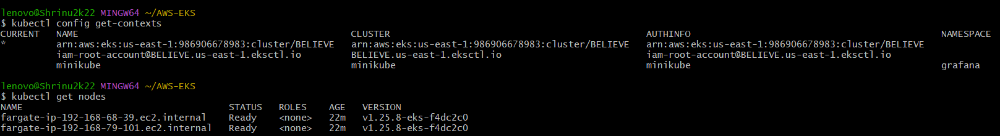 lenovo@Shrinu2k22 MINGW64 ~/AWS-EKS
$ kubectl config get-contexts
CURRENT   NAME                                                 CLUSTER                                              AUTHINFO                                             NAMESPACE
*         arn:aws:eks:us-east-1:986906678983:cluster/BELIEVE   arn:aws:eks:us-east-1:986906678983:cluster/BELIEVE   arn:aws:eks:us-east-1:986906678983:cluster/BELIEVE
          iam-root-account@BELIEVE.us-east-1.eksctl.io         BELIEVE.us-east-1.eksctl.io                          iam-root-account@BELIEVE.us-east-1.eksctl.io
          minikube                                             minikube                                             minikube                                             grafana
lenovo@Shrinu2k22 MINGW64 ~/AWS-EKS
$ kubectl get nodes
NAME                                     STATUS   ROLES    AGE   VERSION
fargate-ip-192-168-68-39.ec2.internal    Ready    <none>   22m   v1.25.8-eks-f4dc2c0
fargate-ip-192-168-79-101.ec2.internal   Ready    <none>   22m   v1.25.8-eks-f4dc2c0